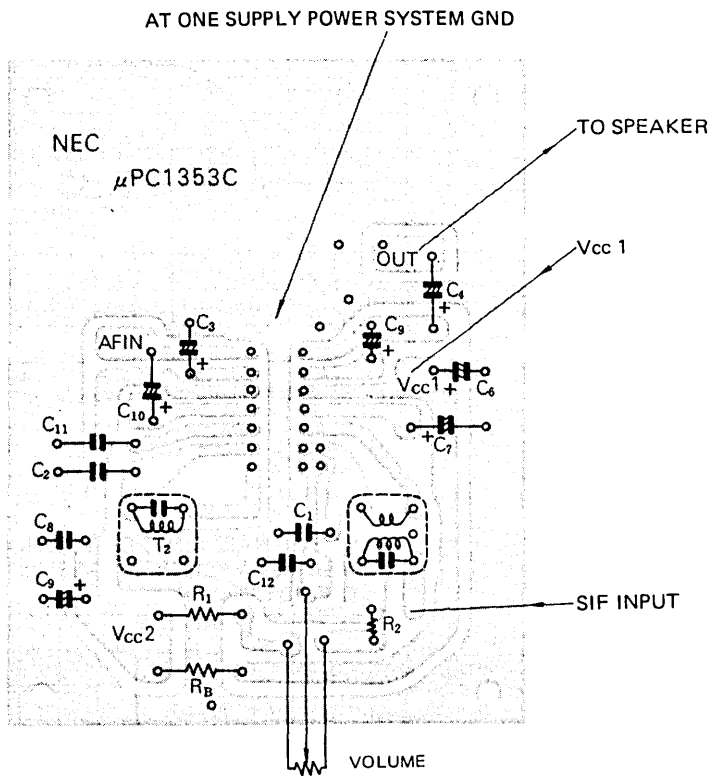 AT ONE SUPPLY POWER SYSTEM GND
NEC
μPC1353C
TO SPEAKER
OUT
Vcc 1
C4
C3
C9
AFIN
Vcc1
C6
C10
C7
C11
C2
C1
C8
T2
C12
C9
R1
SIF INPUT
R2
Vcc2
RB
VOLUME